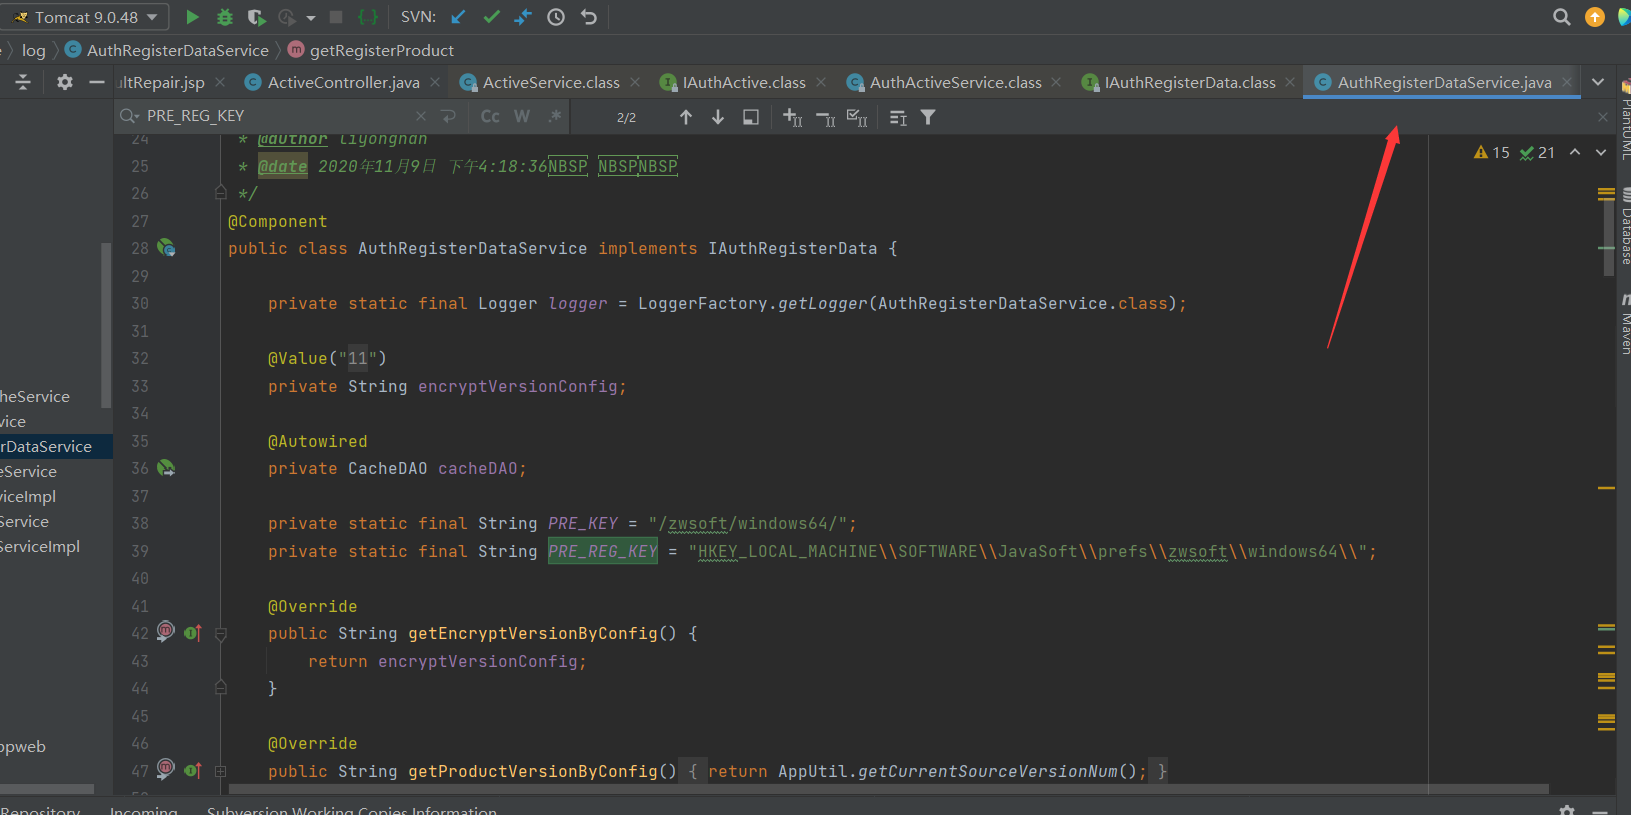 Tomcat 9.0.48
SVN:
log AuthRegisterDataService getRegisterProduct
ultRepair.jsp ActiveController.java ActiveService.class IAuthActive.class AuthActiveService.class IAuthRegisterData.class AuthRegisterDataService.java
PRE_REG_KEY Cc W .* 2/2
24 * @author liyonghan
15 21
25 * @date 2020年11月9日 下午4:18:36NBSP NBSPNBSP
26 */
27 @Component
28 public class AuthRegisterDataService implements IAuthRegisterData {
29
30 private static final Logger logger = LoggerFactory.getLogger(AuthRegisterDataService.class);
31
32 @Value("11")
33 private String encryptVersionConfig;
34
35 @Autowired
36 private CacheDAO cacheDAO;
37
38 private static final String PRE_KEY = "/zwsoft/windows64/";
39 private static final String PRE_REG_KEY = "HKEY_LOCAL_MACHINE\\SOFTWARE\\JavaSoft\\prefs\\zwsoft\\windows64\\";
40
41 @Override
42 public String getEncryptVersionByConfig() {
43 return encryptVersionConfig;
44 }
45
46 @Override
47 public String getProductVersionByConfig() { return AppUtil.getCurrentSourceVersionNum(); }
heService
vice
rDataService
eService
viceImpl
Service
ServiceImpl
ppweb
PlantUML
Database
Maven
Repository Incoming Subversion Working Copies Information